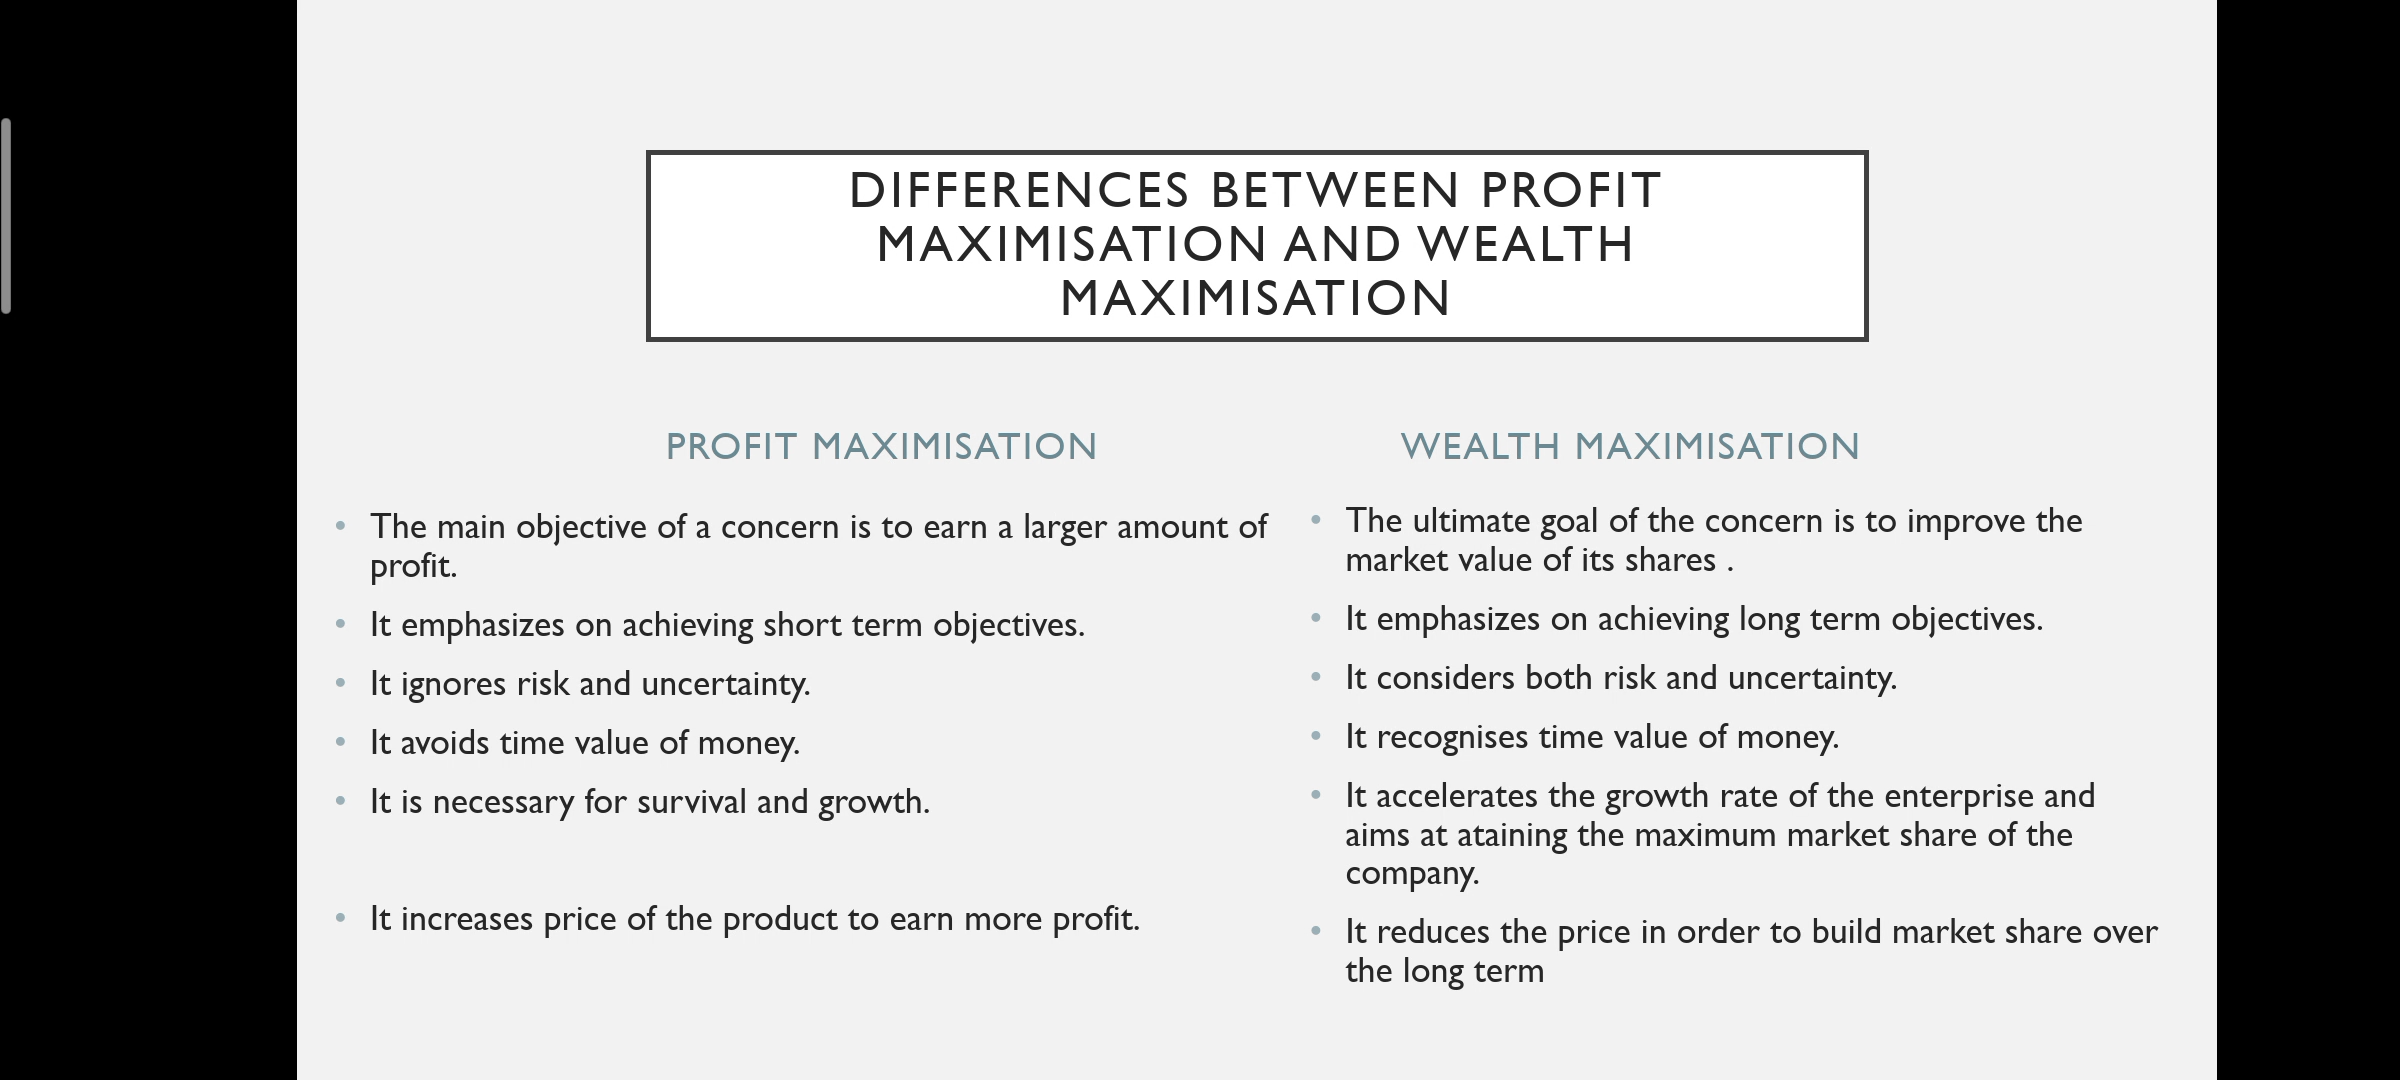 DIFFERENCES BETWEEN PROFIT
MAXIMISATION AND WEALTH
MAXIMISATION
PROFIT MAXIMISATION
• The main objective of a concern is to earn a larger amount of
profit.
• It emphasizes on achieving short term objectives.
• It ignores risk and uncertainty.
• It avoids time value of money.
• It is necessary for survival and growth.
• It increases price of the product to earn more profit.
WEALTH MAXIMISATION
• The ultimate goal of the concern is to improve the
market value of its shares .
• It emphasizes on achieving long term objectives.
• It considers both risk and uncertainty.
• It recognises time value of money.
• It accelerates the growth rate of the enterprise and
aims at ataining the maximum market share of the
company.
• It reduces the price in order to build market share over
the long term